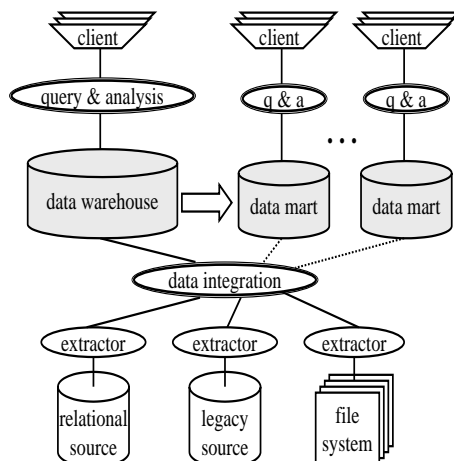 client client client
query & analysis q & a q & a
...
data warehouse data mart data mart
data integration
extractor extractor extractor
relational legacy file
source source system